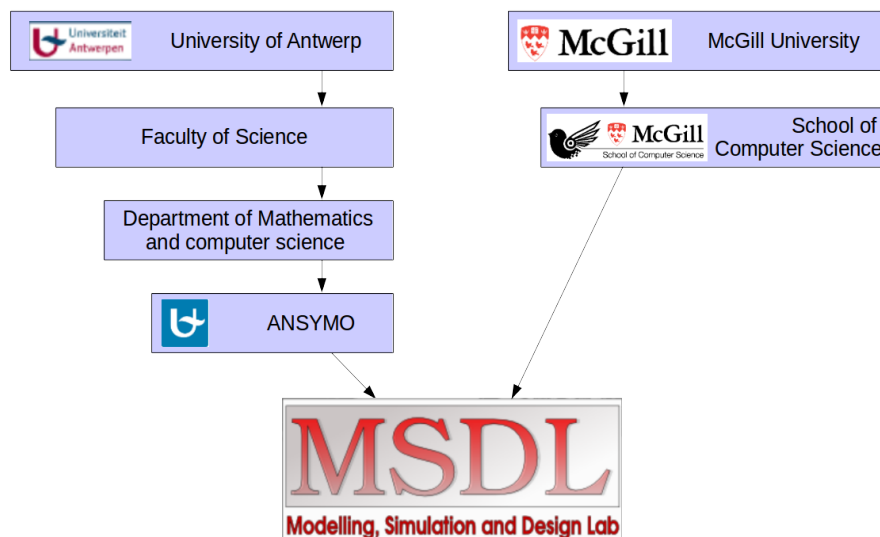 Universiteit
Antwerpen
University of Antwerp
McGill
McGill University
Faculty of Science
McGill
School of Computer Science
School of
Computer Science
Department of Mathematics
and computer science
ANSYMO
MSDL
Modelling, Simulation and Design Lab